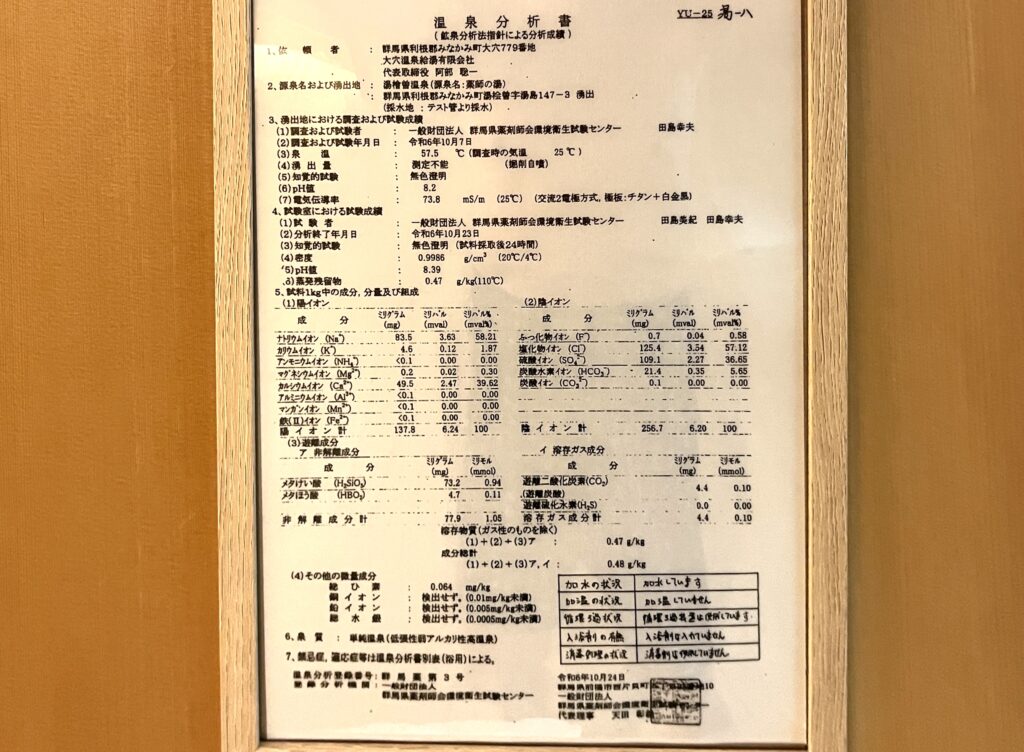 温泉分析書
YU-25 湯-ハ
(鉱泉分析法指針による分析成績)
1、依頼者 : 群馬県利根郡みなかみ町大穴779番地
大穴温泉給湯有限会社
代表取締役 阿部 聡一
2、源泉名および湧出地 : 湯檜曽温泉(源泉名:薬師の湯)
: 群馬県利根郡みなかみ町湯桧曽字湯島147-3 湧出
(採水地 : テスト管より採水)
3、湧出地における調査および試験成績
(1)調査および試験者 : 一般財団法人 群馬県薬剤師会環境衛生試験センター 田島幸夫
(2)調査および試験年月日 : 令和6年10月7日
(3)泉温 : 57.5 ℃(調査時の気温 25℃)
(4)湧出量 : 測定不能 (掘削自噴)
(5)知覚的試験 : 無色澄明
(6)pH値 : 8.2
(7)電気伝導率 : 73.8 mS/m (25℃) (交流2電極方式, 極板:チタン+白金黒)
4、試験室における試験成績
(1)試験者 : 一般財団法人 群馬県薬剤師会環境衛生試験センター 田島美紀 田島幸夫
(2)分析終了年月日 : 令和6年10月23日
(3)知覚的試験 : 無色澄明 (試料採取後24時間)
(4)密度 : 0.9986 g/cm³ (20℃/4℃)
(5)pH値 : 8.39
(6)蒸発残留物 : 0.47 g/kg(110℃)
5、試料1kg中の成分, 分量及び組成
(1)陽イオン
成分 ミリグラム(mg) ミリバル(mval) ミリバル%(mval%)
ナトリウムイオン (Na⁺) 83.5 3.63 58.21
カリウムイオン (K⁺) 4.6 0.12 1.87
アンモニウムイオン (NH₄⁺) <0.1 0.00 0.00
マグネシウムイオン (Mg²⁺) 0.2 0.02 0.30
カルシウムイオン (Ca²⁺) 49.5 2.47 39.62
アルミニウムイオン (Al³⁺) <0.1 0.00 0.00
マンガンイオン (Mn²⁺) <0.1 0.00 0.00
鉄(Ⅱ)イオン (Fe²⁺) <0.1 0.00 0.00
陽イオン計 137.8 6.24 100
(2)陰イオン
成分 ミリグラム(mg) ミリバル(mval) ミリバル%(mval%)
ふっ化物イオン (F⁻) 0.7 0.04 0.58
塩化物イオン (Cl⁻) 125.4 3.54 57.12
硫酸イオン (SO₄²⁻) 109.1 2.27 36.65
炭酸水素イオン (HCO₃⁻) 21.4 0.35 5.65
炭酸イオン (CO₃²⁻) 0.1 0.00 0.00
陰イオン計 256.7 6.20 100
(3)遊離成分
ア 非解離成分
成分 ミリグラム(mg) ミリモル(mmol)
メタけい酸 (H₂SiO₃) 73.2 0.94
メタほう酸 (HBO₂) 4.7 0.11
非解離成分計 77.9 1.05
イ 溶存ガス成分
成分 ミリグラム(mg) ミリモル(mmol)
遊離二酸化炭素(CO₂) 4.4 0.10
(遊離炭酸)
遊離硫化水素(H₂S) 0.0 0.00
溶存ガス成分計 4.4 0.10
溶存物質(ガス性のものを除く)
(1)+(2)+(3)ア : 0.47 g/kg
成分総計
(1)+(2)+(3)ア,イ : 0.48 g/kg
(4)その他の微量成分
総ひ素 : 0.064 mg/kg
銅イオン : 検出せず。(0.01mg/kg未満)
鉛イオン : 検出せず。(0.005mg/kg未満)
総水銀 : 検出せず。(0.0005mg/kg未満)
加水の状況 加水しています
加温の状況 加温していません
循環ろ過状況 循環ろ過装置は使用しています.
入浴剤の有無 入浴剤は入れていません
消毒処理の状況 消毒剤は使用していません.
6、泉質 : 単純温泉(低張性弱アルカリ性高温泉)
7、禁忌症, 適応症等は温泉分析書別表(浴用)による。
温泉分析登録番号: 群馬薬第3号
登録分析機関: 一般財団法人
群馬県薬剤師会環境衛生試験センター
令和6年10月24日
群馬県前橋市西片貝町
一般財団法人
群馬県薬剤師会環境衛生試験センター
代表理事 天田